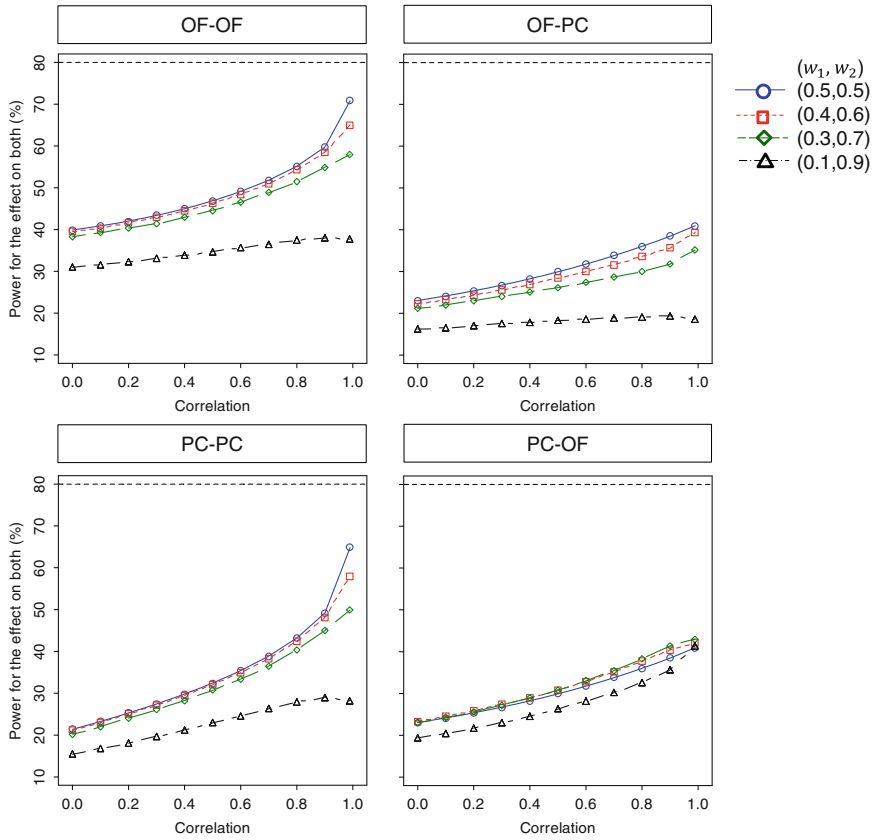 OF-OF
OF-PC
(w₁, w₂)
(0.5,0.5)
(0.4,0.6)
(0.3,0.7)
(0.1,0.9)
Power for the effect on both (%)
80
70
60
50
40
30
20
10
0.0 0.2 0.4 0.6 0.8 1.0
Correlation
0.0 0.2 0.4 0.6 0.8 1.0
Correlation
PC-PC
PC-OF
Power for the effect on both (%)
80
70
60
50
40
30
20
10
0.0 0.2 0.4 0.6 0.8 1.0
Correlation
0.0 0.2 0.4 0.6 0.8 1.0
Correlation